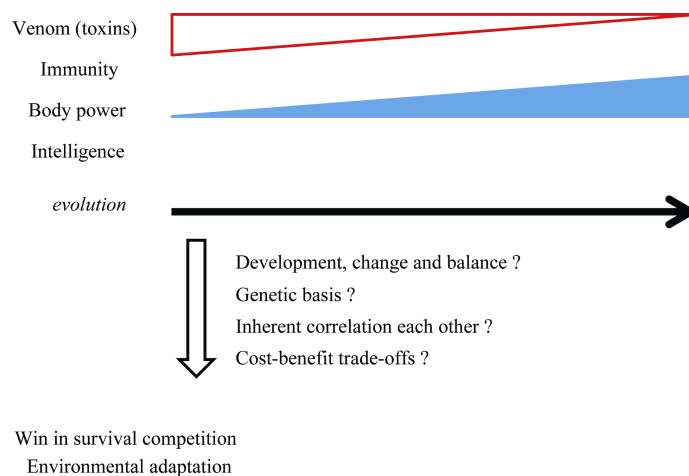 Venom (toxins)
Immunity
Body power
Intelligence
evolution
Development, change and balance ?
Genetic basis ?
Inherent correlation each other ?
Cost-benefit trade-offs ?
Win in survival competition
Environmental adaptation